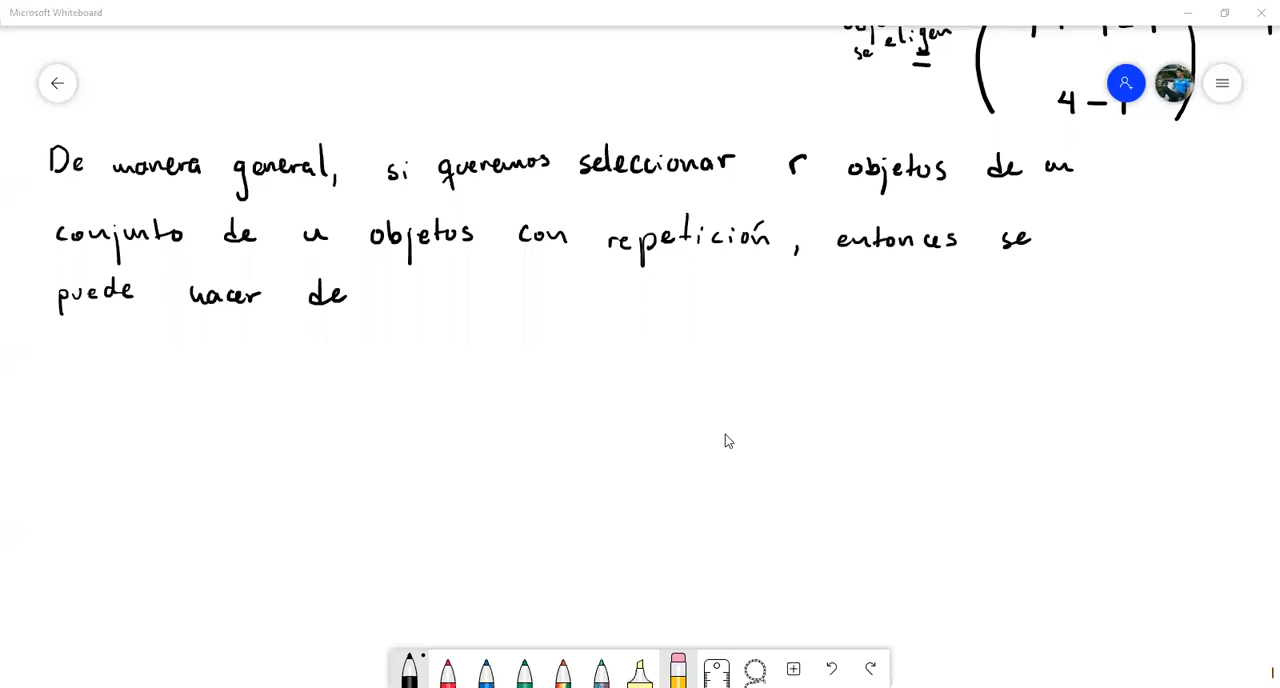 Microsoft Whiteboard
se eligen
4 - 1
De manera general, si queremos seleccionar r objetos de un
conjunto de n objetos con repetición, entonces se
puede hacer de